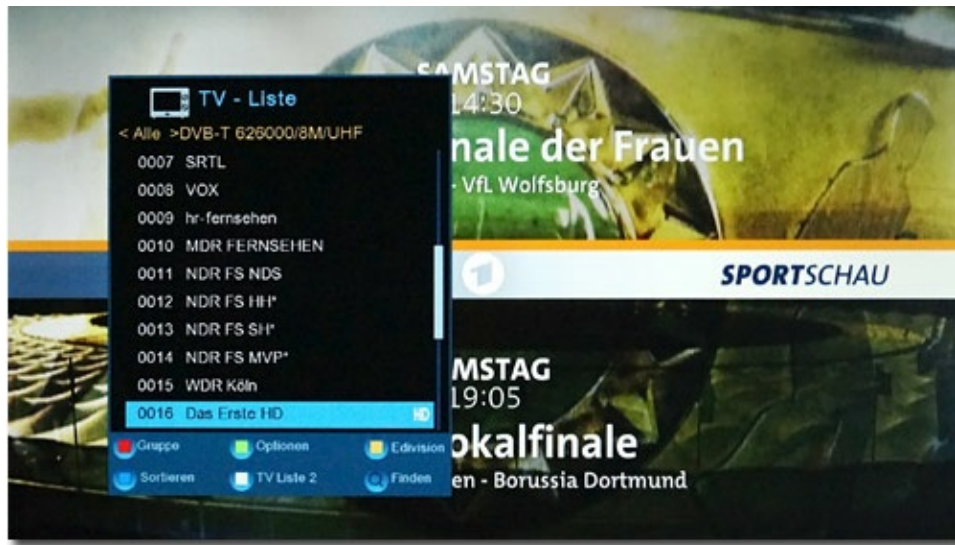 TV - Liste
< Alle >DVB-T 626000/8M/UHF
0007 SRTL
0008 VOX
0009 hr-fernsehen
0010 MDR FERNSEHEN
0011 NDR FS NDS
0012 NDR FS HH*
0013 NDR FS SH*
0014 NDR FS MVP*
0015 WDR Köln
0016 Das Erste HD HD
Gruppe Optionen Edivision
Sortieren TV Liste 2 Finden
SAMSTAG
14:30
nale der Frauen
- VfL Wolfsburg
1
SPORTSCHAU
MSTAG
19:05
okalfinale
en - Borussia Dortmund